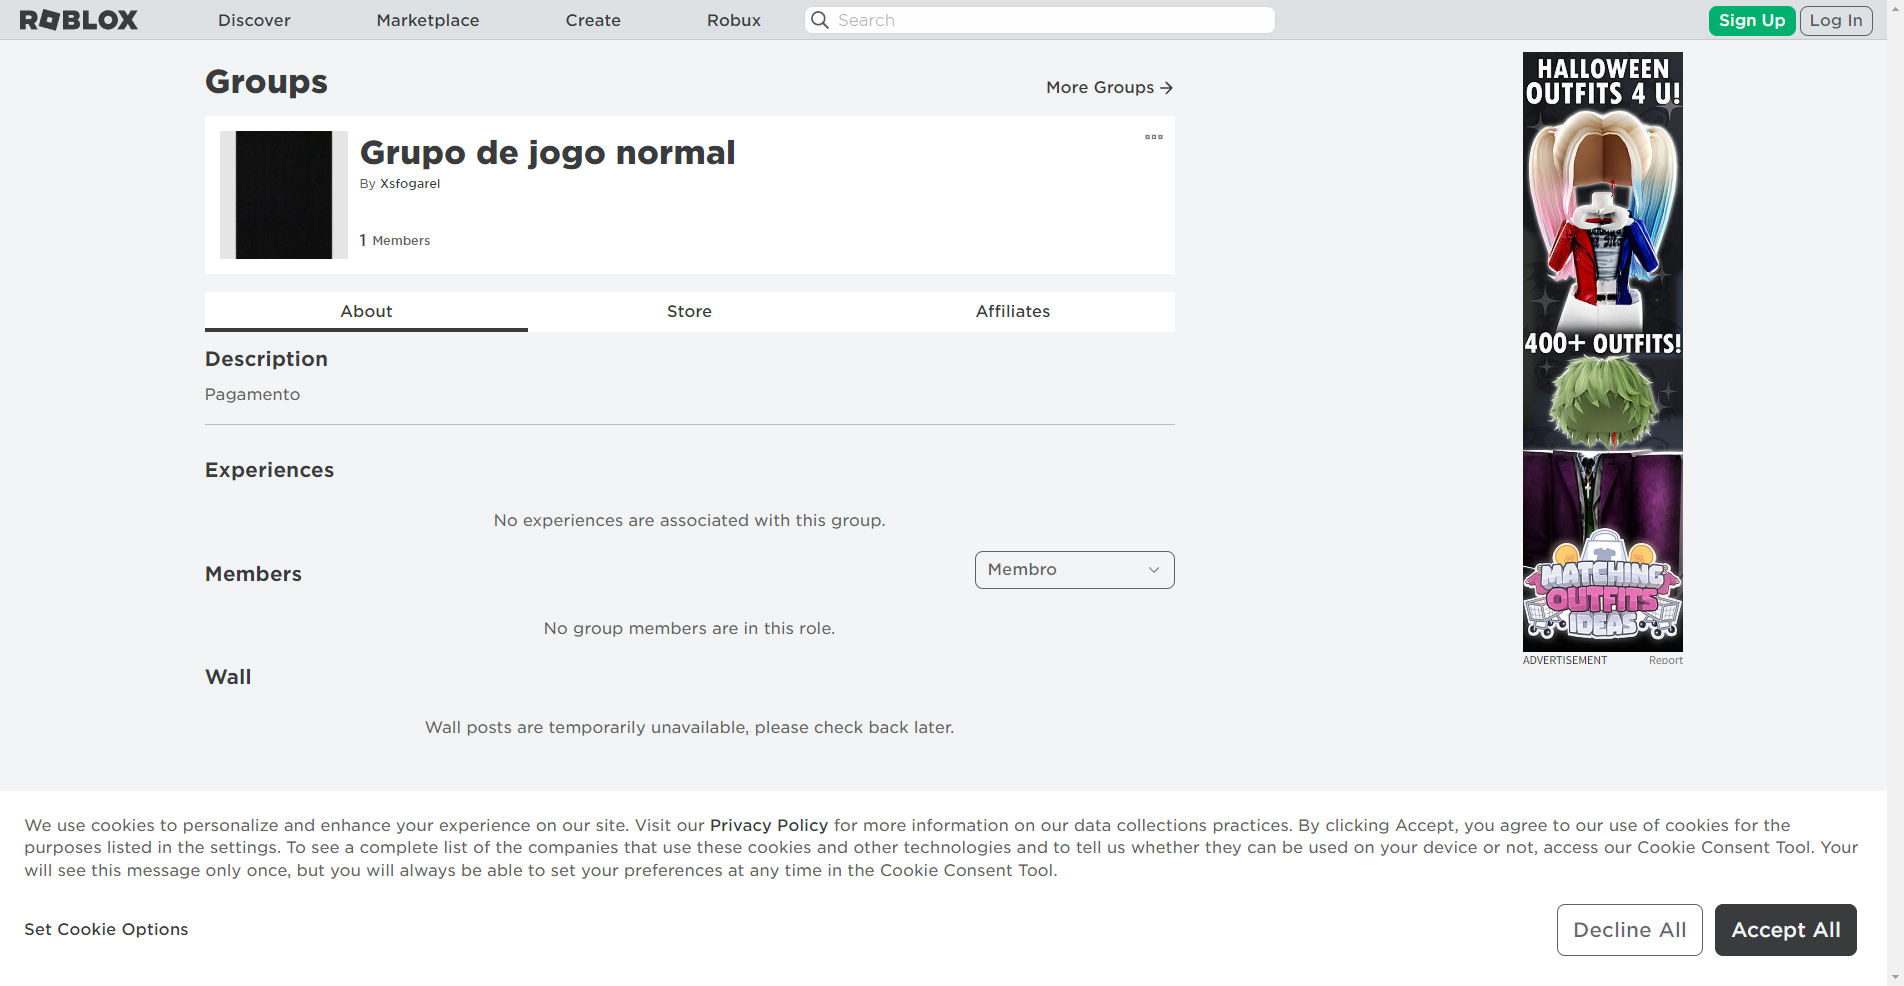 ROBLOX
Discover
Marketplace
Create
Robux
Search
Sign Up
Log In
Groups
More Groups
Grupo de jogo normal
By Xsfogarel
1 Members
About
Store
Affiliates
Description
Pagamento
Experiences
No experiences are associated with this group.
Members
Membro
No group members are in this role.
Wall
Wall posts are temporarily unavailable, please check back later.
HALLOWEEN
OUTFITS 4 U!
400+ OUTFITS!
MATCHING
OUTFITS
IDEAS
ADVERTISEMENT
Report
We use cookies to personalize and enhance your experience on our site. Visit our Privacy Policy for more information on our data collections practices. By clicking Accept, you agree to our use of cookies for the
purposes listed in the settings. To see a complete list of the companies that use these cookies and other technologies and to tell us whether they can be used on your device or not, access our Cookie Consent Tool. Your
will see this message only once, but you will always be able to set your preferences at any time in the Cookie Consent Tool.
Set Cookie Options
Decline All
Accept All